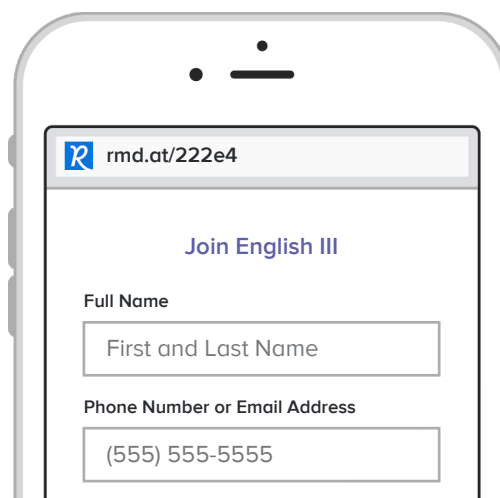 rmd.at/222e4
Join English III
Full Name
First and Last Name
Phone Number or Email Address
(555) 555-5555